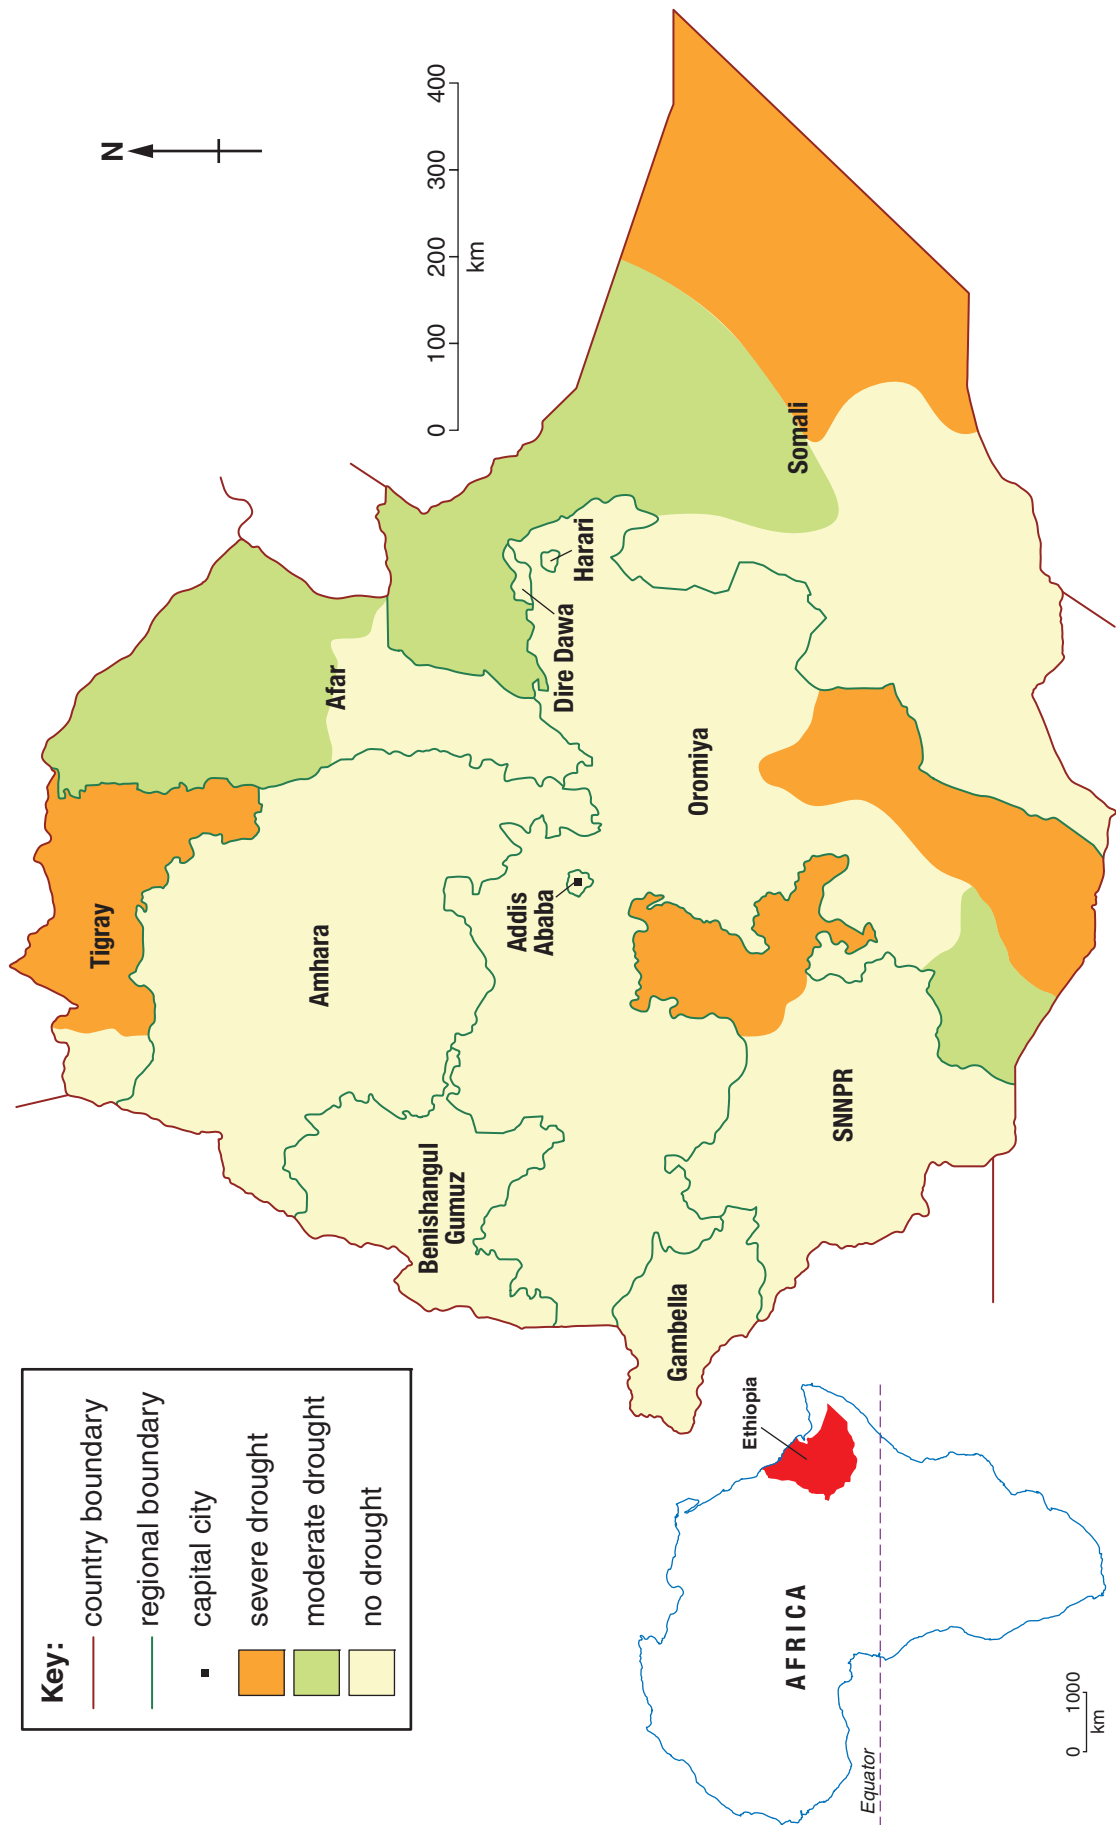 Key:
country boundary
regional boundary
capital city
severe drought
moderate drought
no drought
N
0 100 200 300 400
km
Tigray
Afar
Amhara
Benishangul
Gumuz
Addis
Ababa
Dire Dawa
Harari
Gambella
Oromiya
Somali
SNNPR
Ethiopia
AFRICA
Equator
0 1000
km